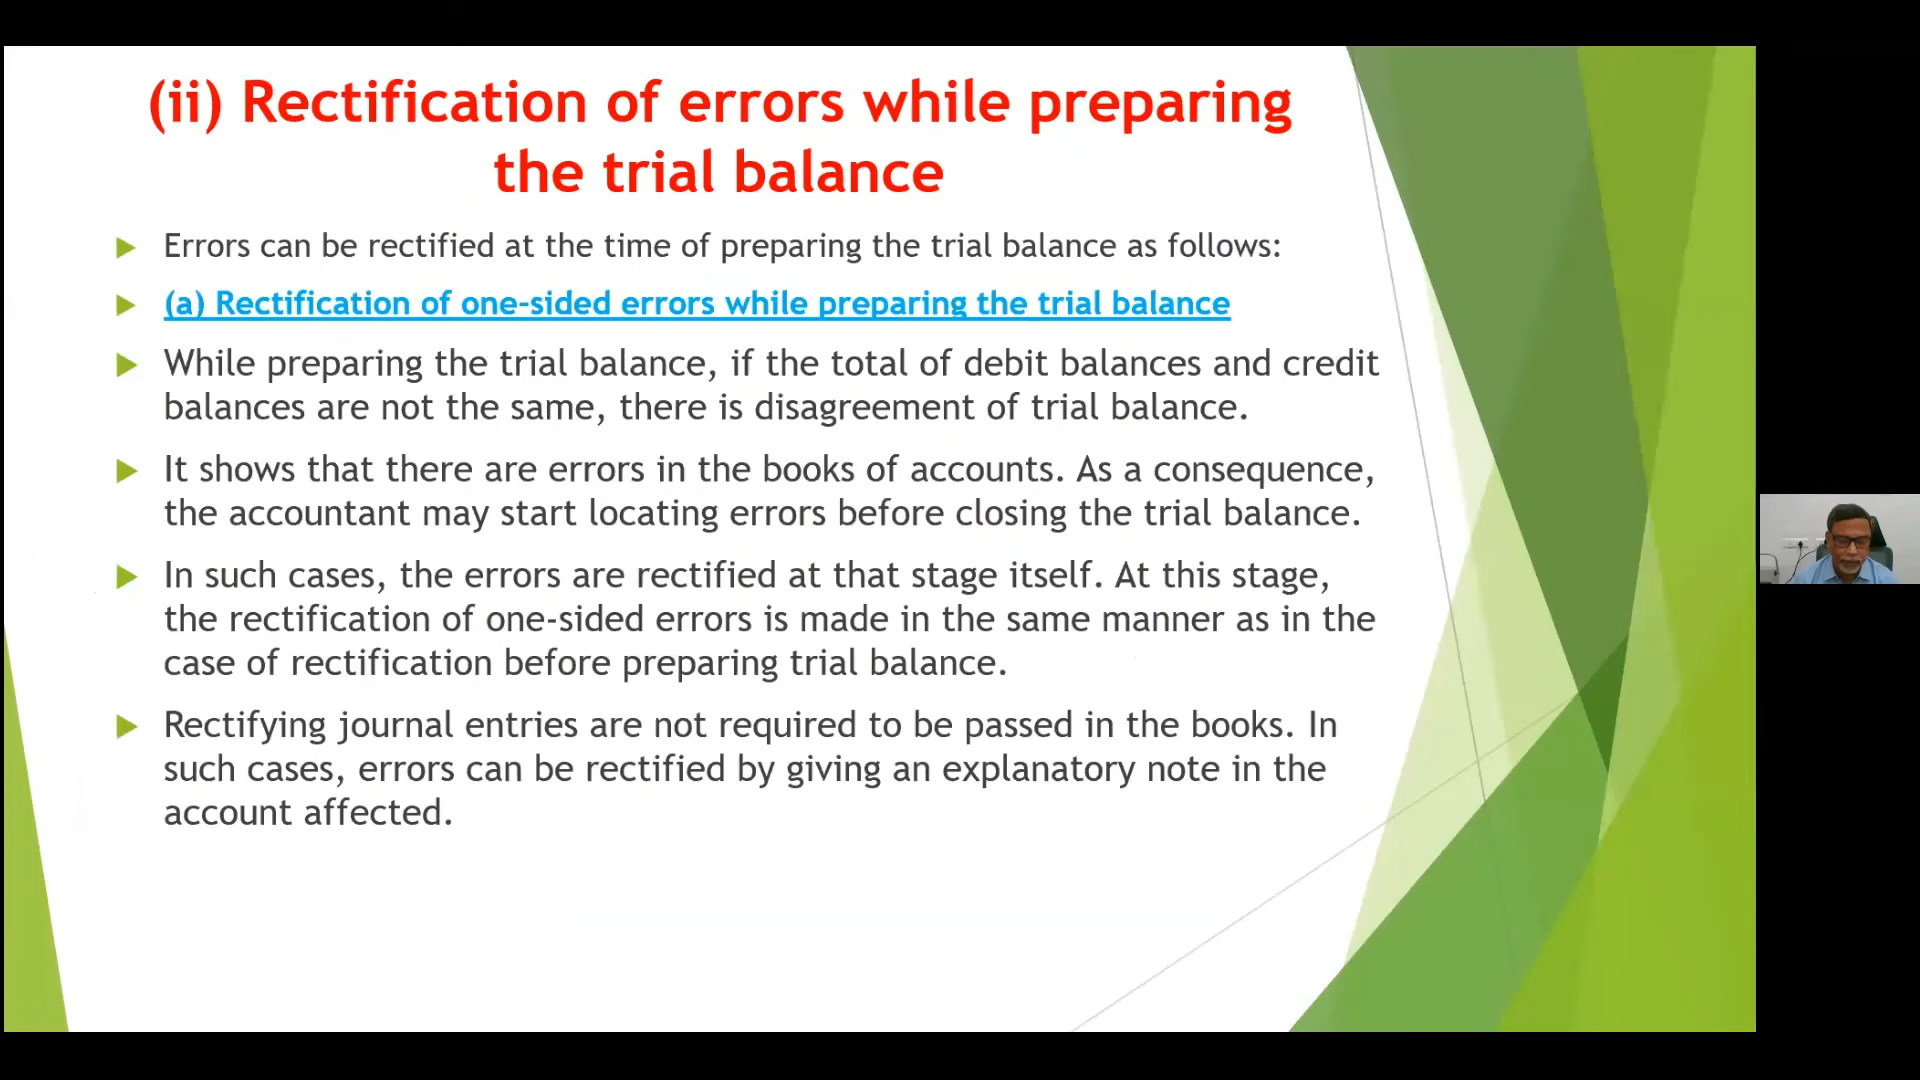 (ii) Rectification of errors while preparing
the trial balance
Errors can be rectified at the time of preparing the trial balance as follows:
(a) Rectification of one-sided errors while preparing the trial balance
While preparing the trial balance, if the total of debit balances and credit
balances are not the same, there is disagreement of trial balance.
It shows that there are errors in the books of accounts. As a consequence,
the accountant may start locating errors before closing the trial balance.
In such cases, the errors are rectified at that stage itself. At this stage,
the rectification of one-sided errors is made in the same manner as in the
case of rectification before preparing trial balance.
Rectifying journal entries are not required to be passed in the books. In
such cases, errors can be rectified by giving an explanatory note in the
account affected.